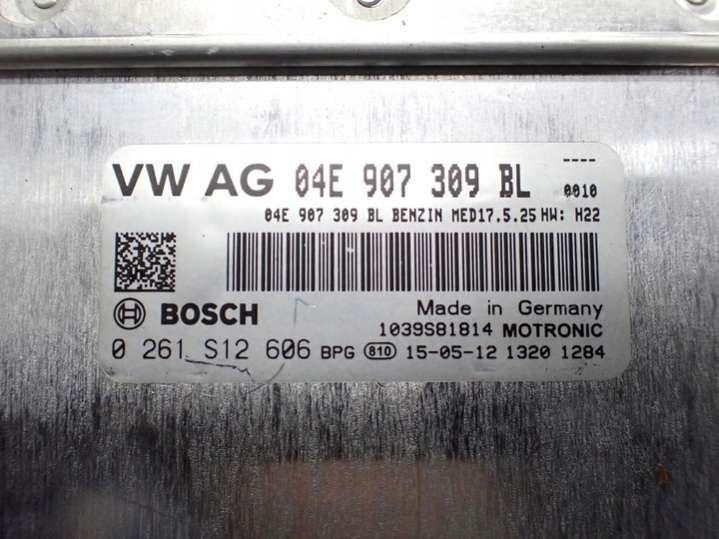 ----
VW AG 04E 907 309 BL 0010
04E 907 309 BL BENZIN MED17.5.25 HW: H22
BOSCH
Made in Germany
1039S81814 MOTRONIC
0 261 S12 606 BPG 810 15-05-12 1320 1284